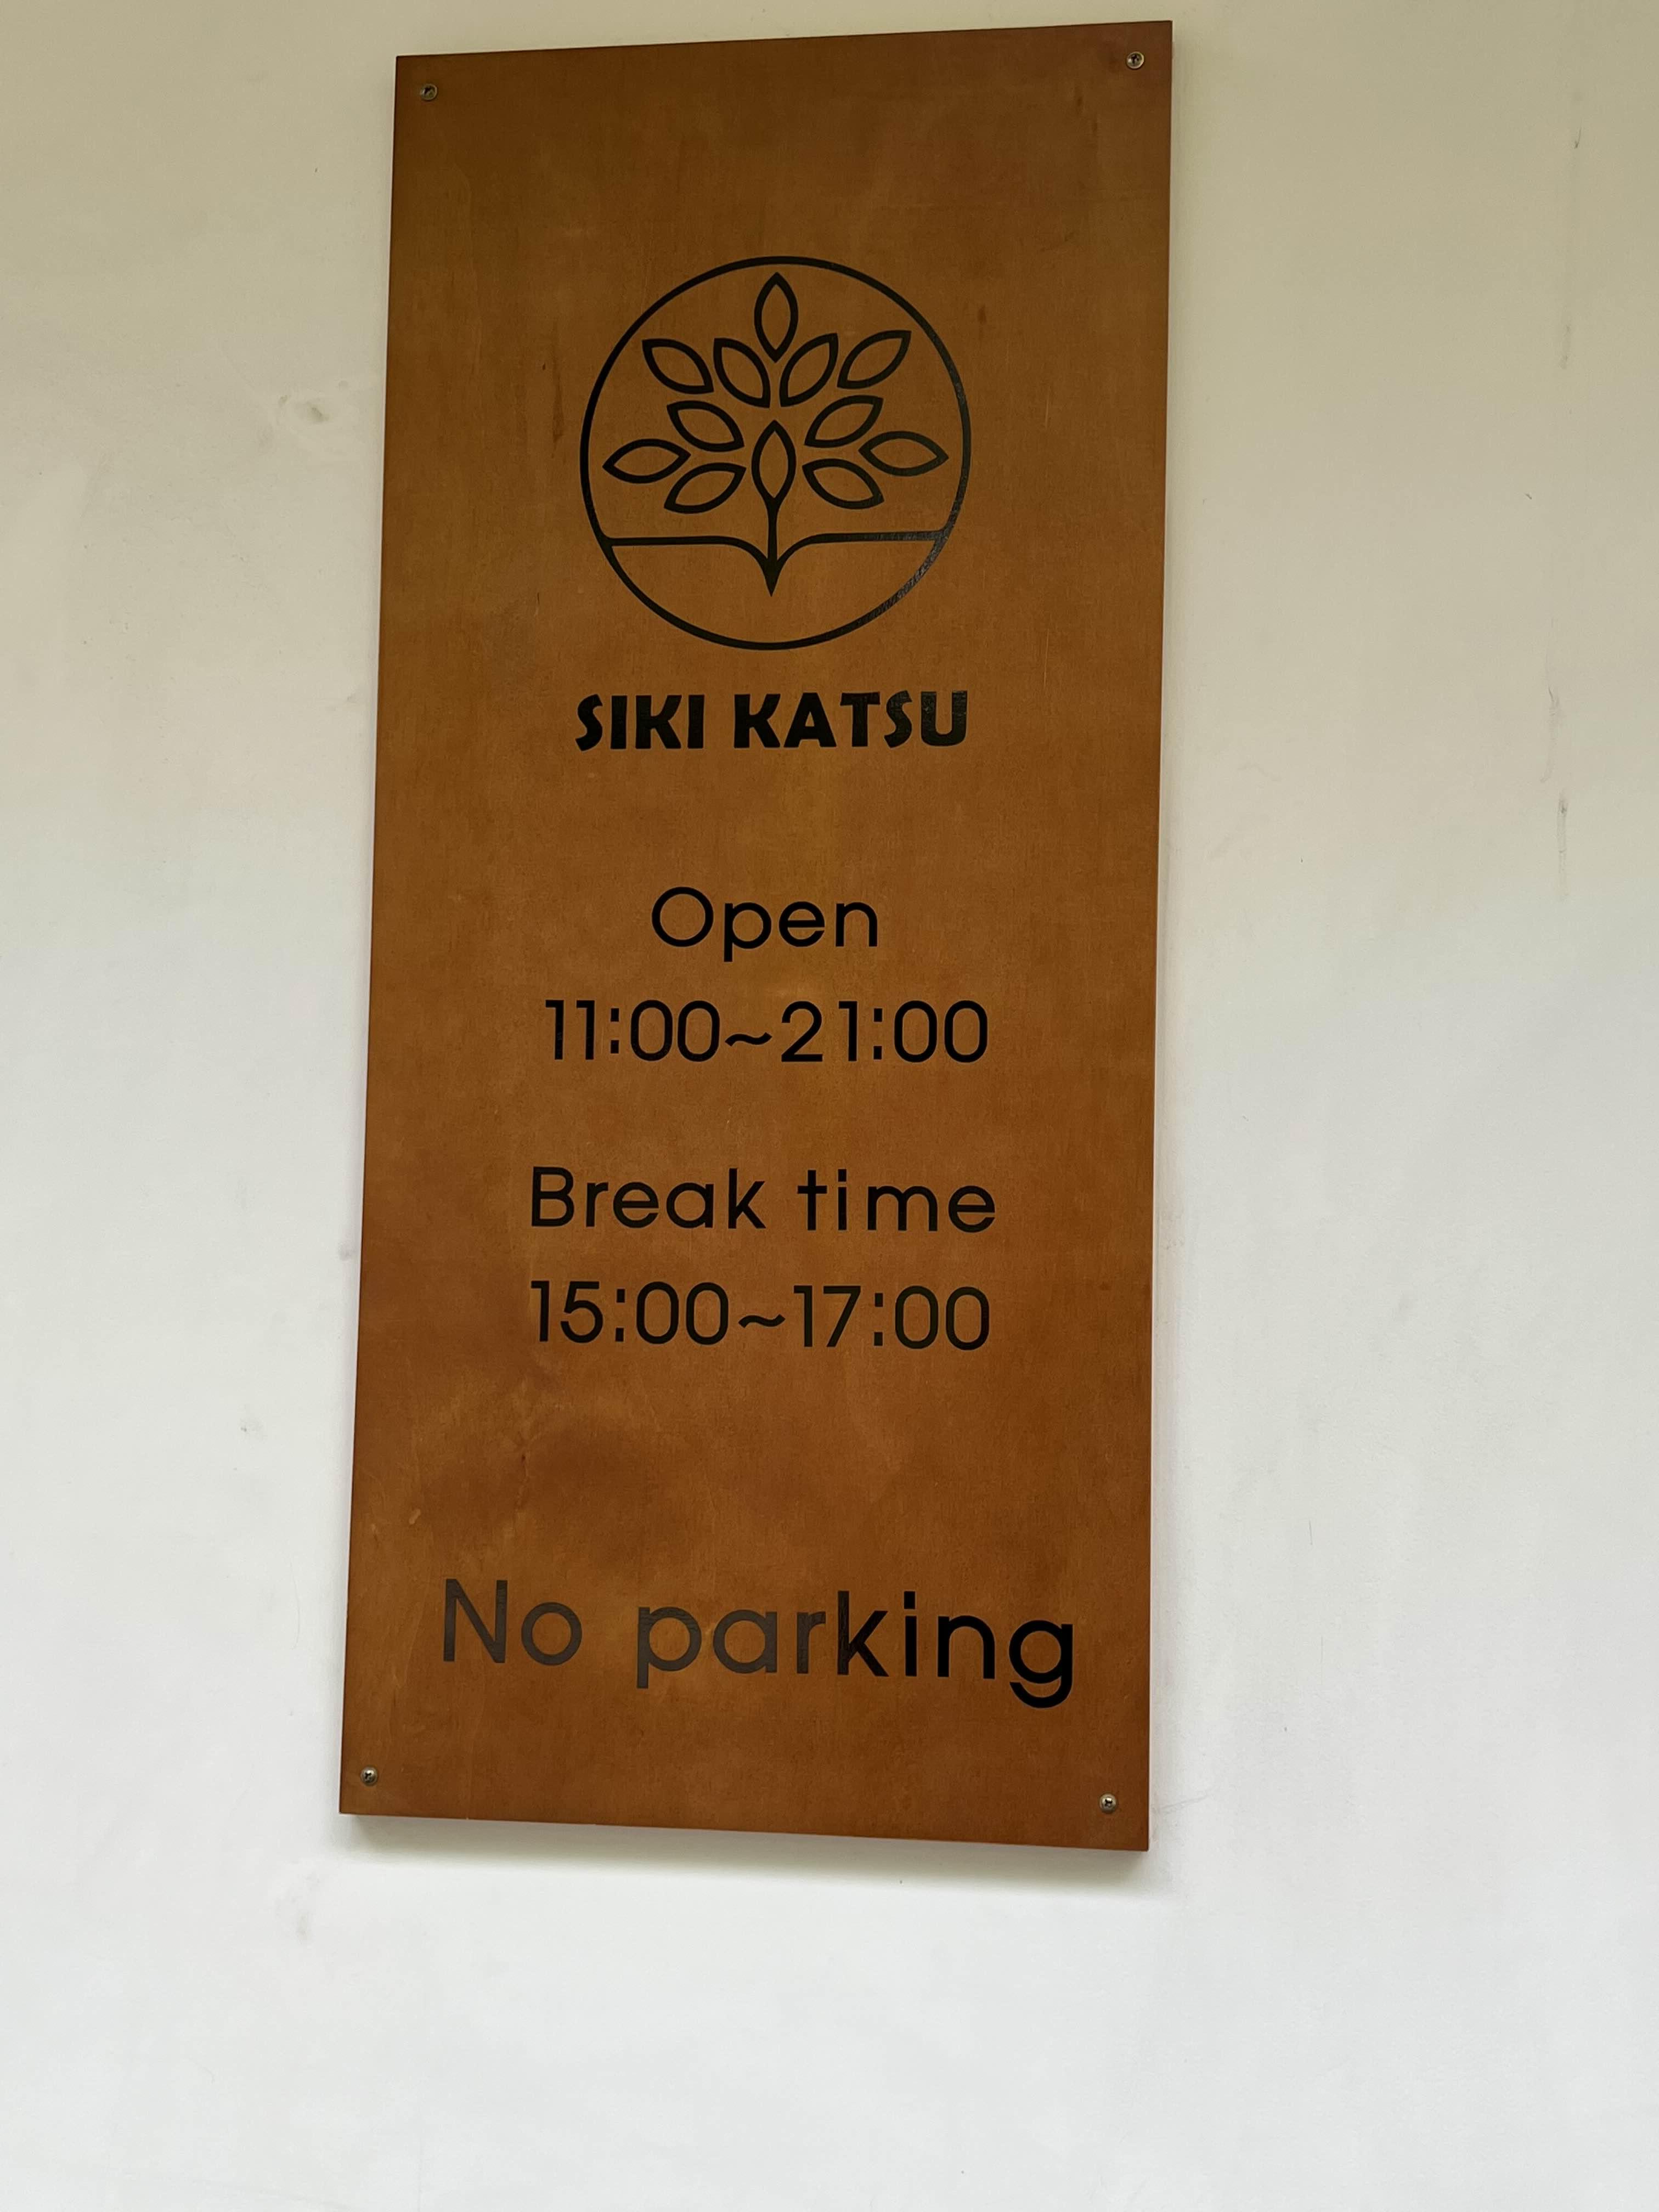 SIKI KATSU
Open
11:00~21:00
Break time
15:00~17:00
No parking